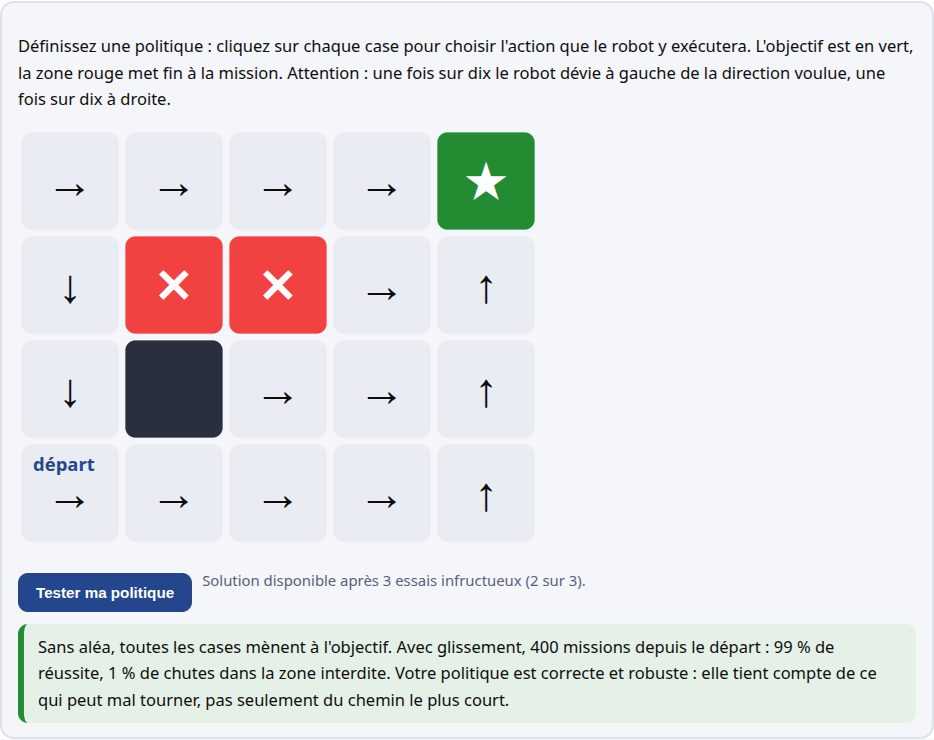 Définissez une politique : cliquez sur chaque case pour choisir l'action que le robot y exécutera. L'objectif est en vert,
la zone rouge met fin à la mission. Attention : une fois sur dix le robot dévie à gauche de la direction voulue, une
fois sur dix à droite.
→ → → → ★
↓ ✕ ✕ → ↑
↓ → → ↑
départ
→ → → → ↑
Tester ma politique
Solution disponible après 3 essais infructueux (2 sur 3).
Sans aléa, toutes les cases mènent à l'objectif. Avec glissement, 400 missions depuis le départ : 99 % de
réussite, 1 % de chutes dans la zone interdite. Votre politique est correcte et robuste : elle tient compte de ce
qui peut mal tourner, pas seulement du chemin le plus court.